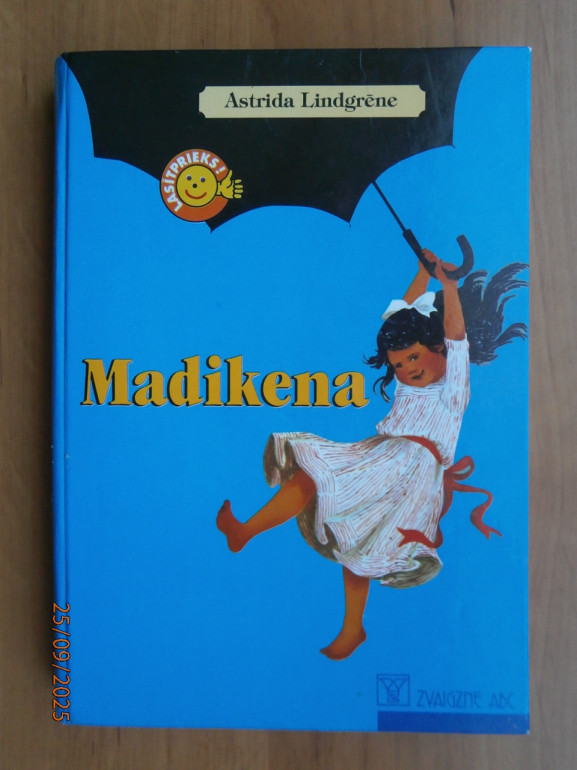 Astrida Lindgrēne
LASĪTPRIEKS!
Madikena
ZVAIGZNE ABC
25/09/2025